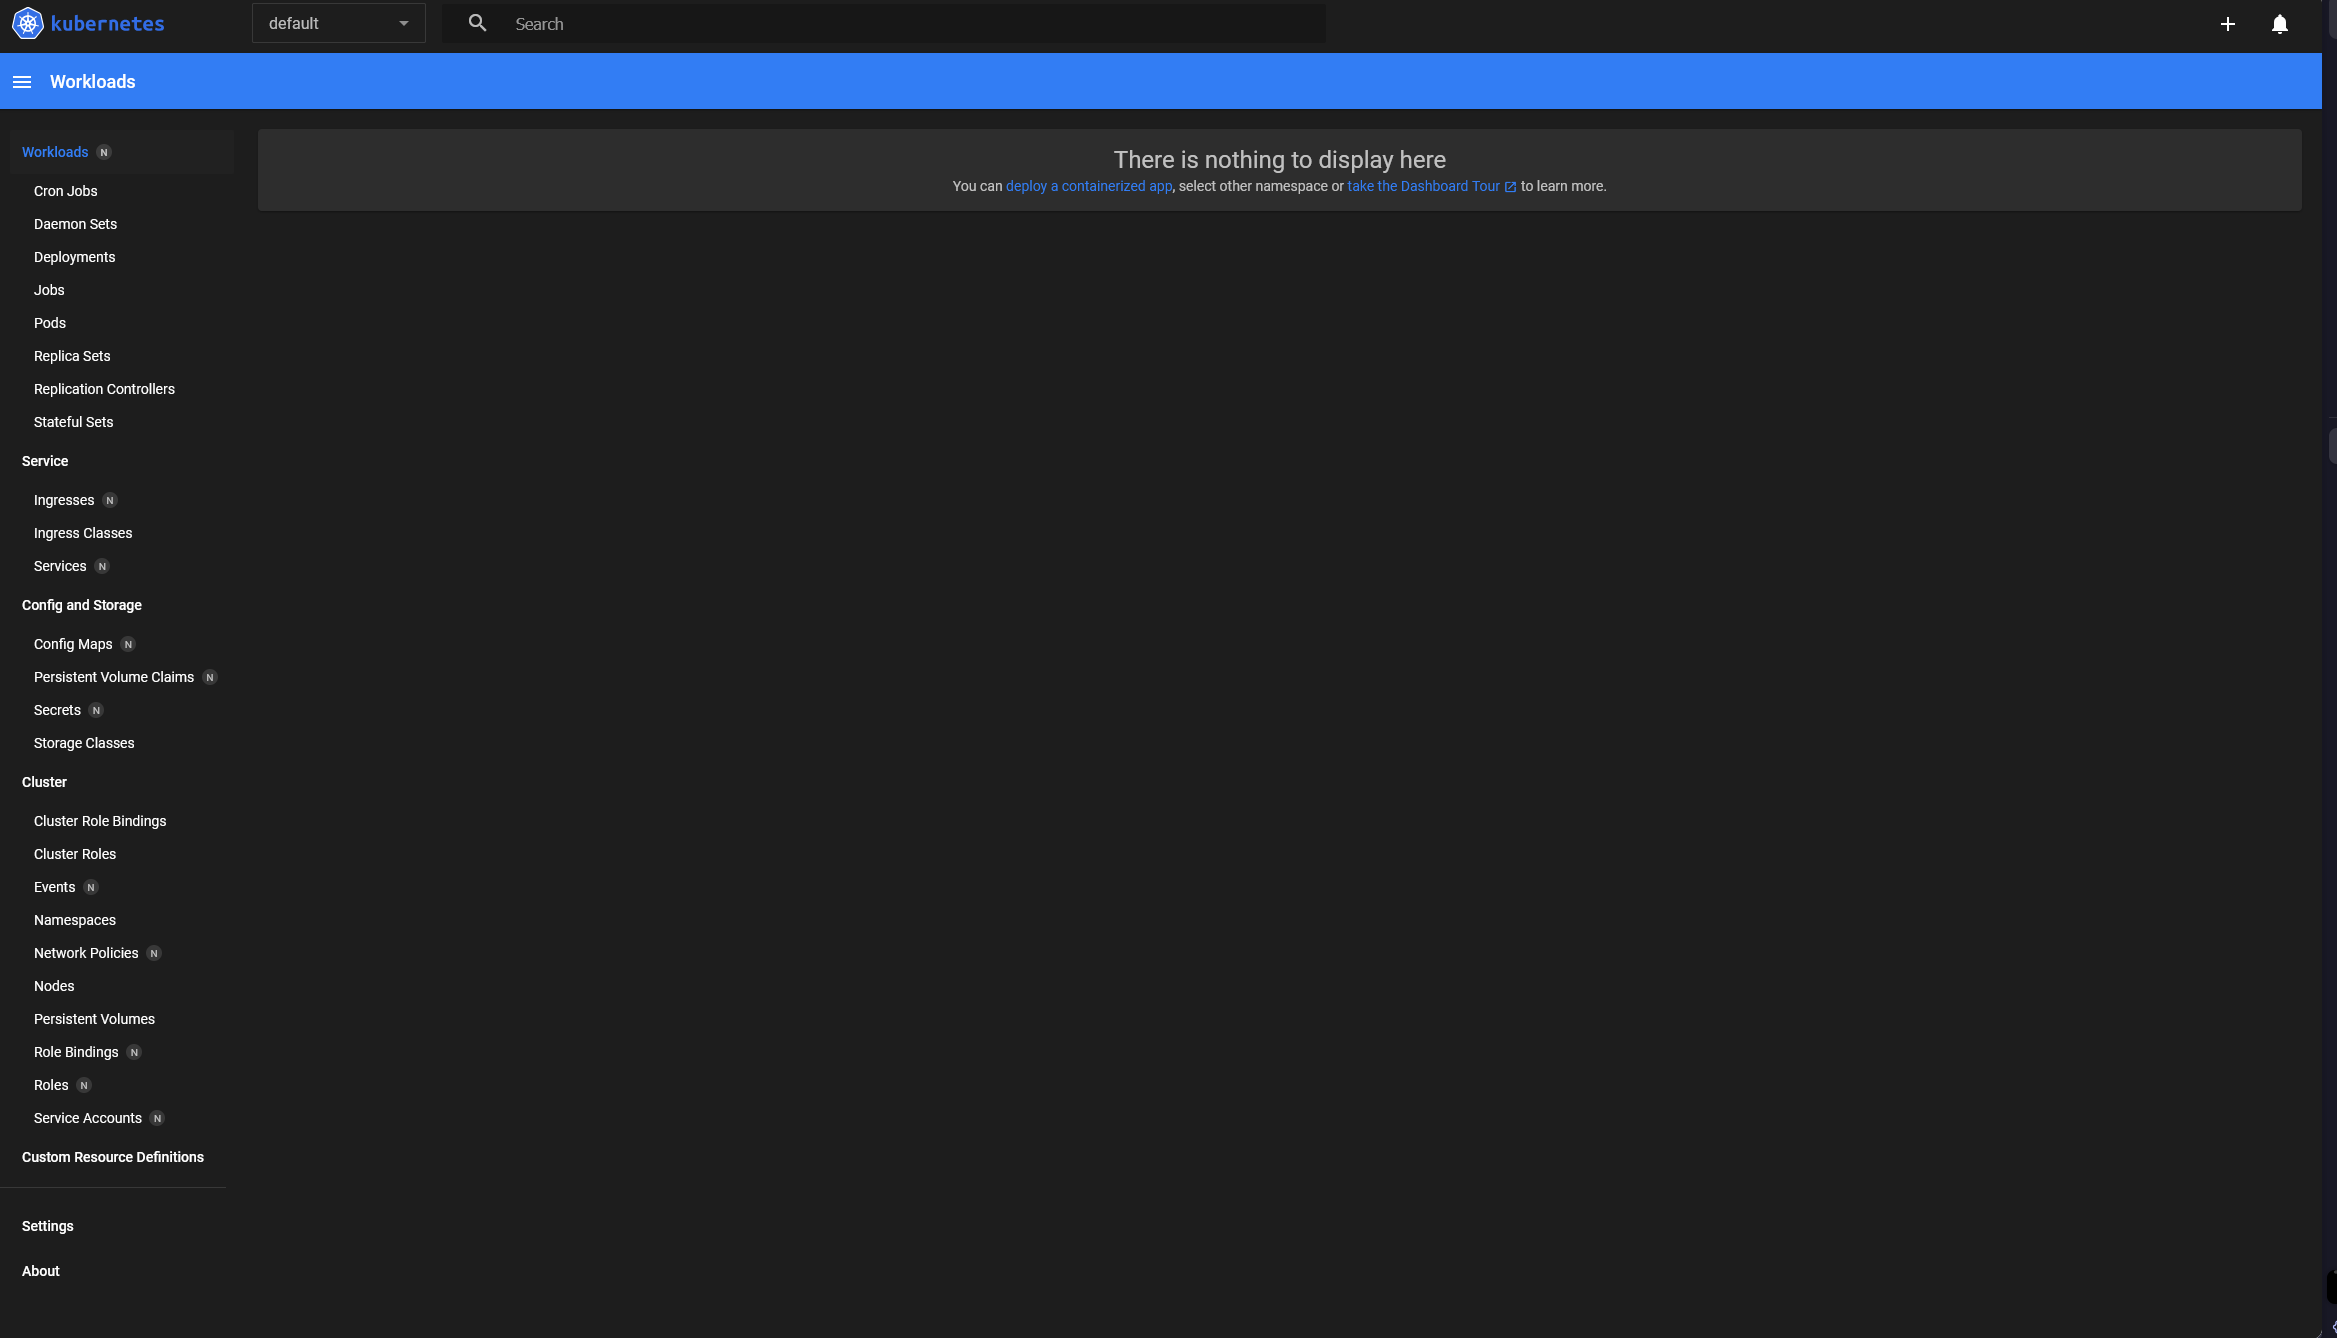 kubernetes
default
Search
Workloads
Workloads N
Cron Jobs
Daemon Sets
Deployments
Jobs
Pods
Replica Sets
Replication Controllers
Stateful Sets
Service
Ingresses N
Ingress Classes
Services N
Config and Storage
Config Maps N
Persistent Volume Claims N
Secrets N
Storage Classes
Cluster
Cluster Role Bindings
Cluster Roles
Events N
Namespaces
Network Policies N
Nodes
Persistent Volumes
Role Bindings N
Roles N
Service Accounts N
Custom Resource Definitions
Settings
About
There is nothing to display here
You can deploy a containerized app, select other namespace or take the Dashboard Tour to learn more.